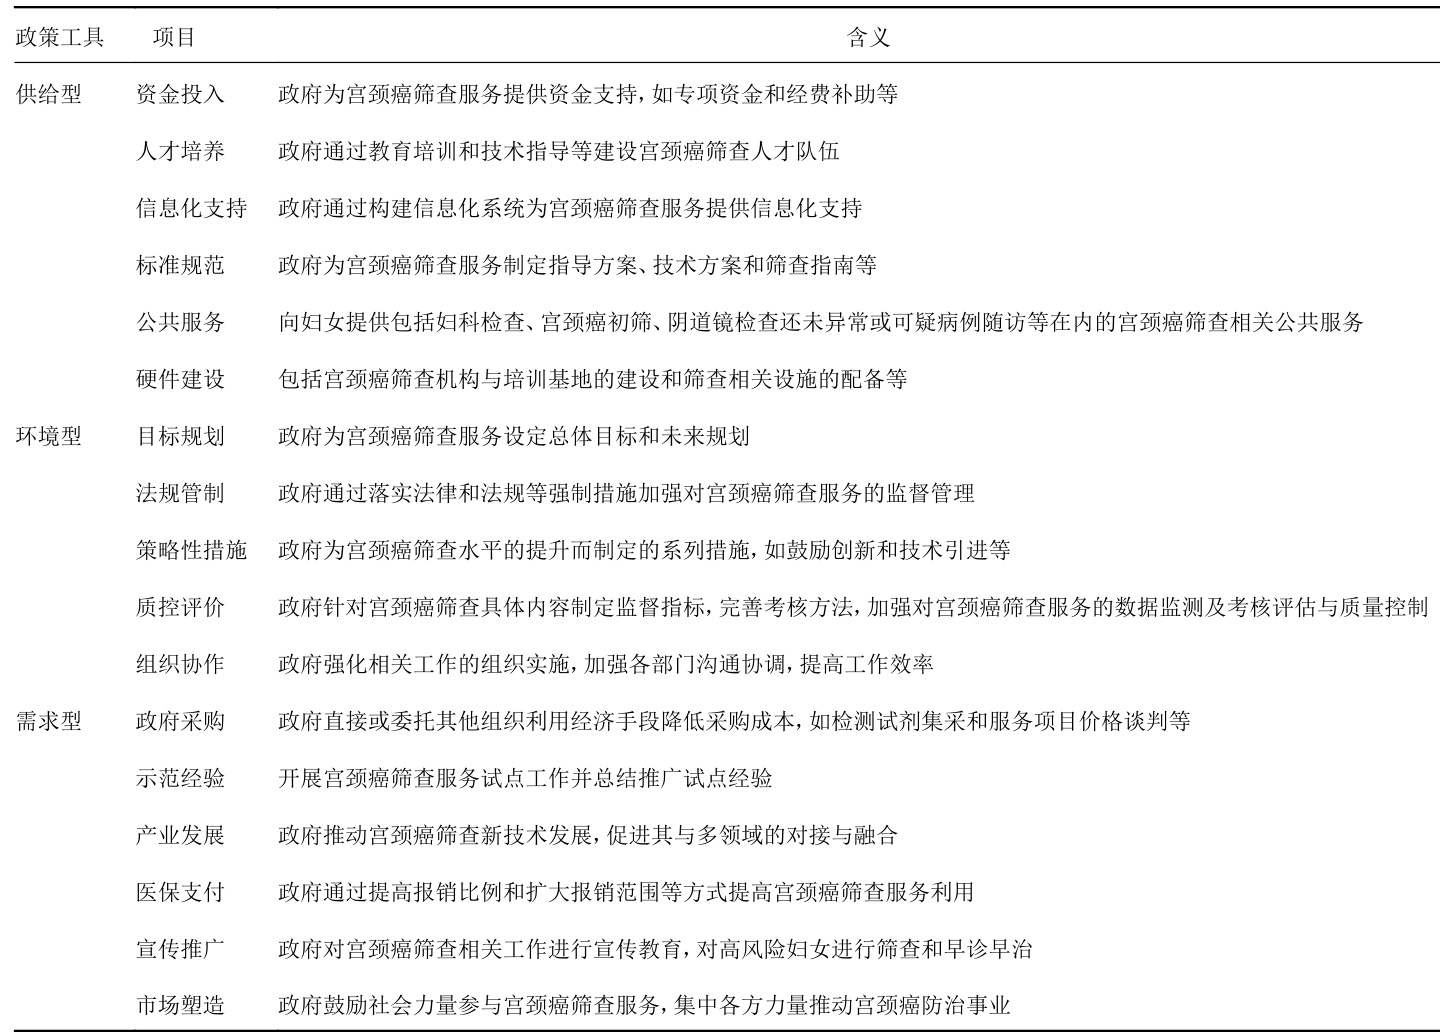 政策工具 项目 含义
供给型 资金投入 政府为宫颈癌筛查服务提供资金支持,如专项资金和经费补助等
人才培养 政府通过教育培训和技术指导等建设宫颈癌筛查人才队伍
信息化支持 政府通过构建信息化系统为宫颈癌筛查服务提供信息化支持
标准规范 政府为宫颈癌筛查服务制定指导方案、技术方案和筛查指南等
公共服务 向妇女提供包括妇科检查、宫颈癌初筛、阴道镜检查还未异常或可疑病例随访等在内的宫颈癌筛查相关公共服务
硬件建设 包括宫颈癌筛查机构与培训基地的建设和筛查相关设施的配备等
环境型 目标规划 政府为宫颈癌筛查服务设定总体目标和未来规划
法规管制 政府通过落实法律和法规等强制措施加强对宫颈癌筛查服务的监督管理
策略性措施 政府为宫颈癌筛查水平的提升而制定的系列措施,如鼓励创新和技术引进等
质控评价 政府针对宫颈癌筛查具体内容制定监督指标,完善考核方法,加强对宫颈癌筛查服务的数据监测及考核评估与质量控制
组织协作 政府强化相关工作的组织实施,加强各部门沟通协调,提高工作效率
需求型 政府采购 政府直接或委托其他组织利用经济手段降低采购成本,如检测试剂集采和服务项目价格谈判等
示范经验 开展宫颈癌筛查服务试点工作并总结推广试点经验
产业发展 政府推动宫颈癌筛查新技术发展,促进其与多领域的对接与融合
医保支付 政府通过提高报销比例和扩大报销范围等方式提高宫颈癌筛查服务利用
宣传推广 政府对宫颈癌筛查相关工作进行宣传教育,对高风险妇女进行筛查和早诊早治
市场塑造 政府鼓励社会力量参与宫颈癌筛查服务,集中各方力量推动宫颈癌防治事业